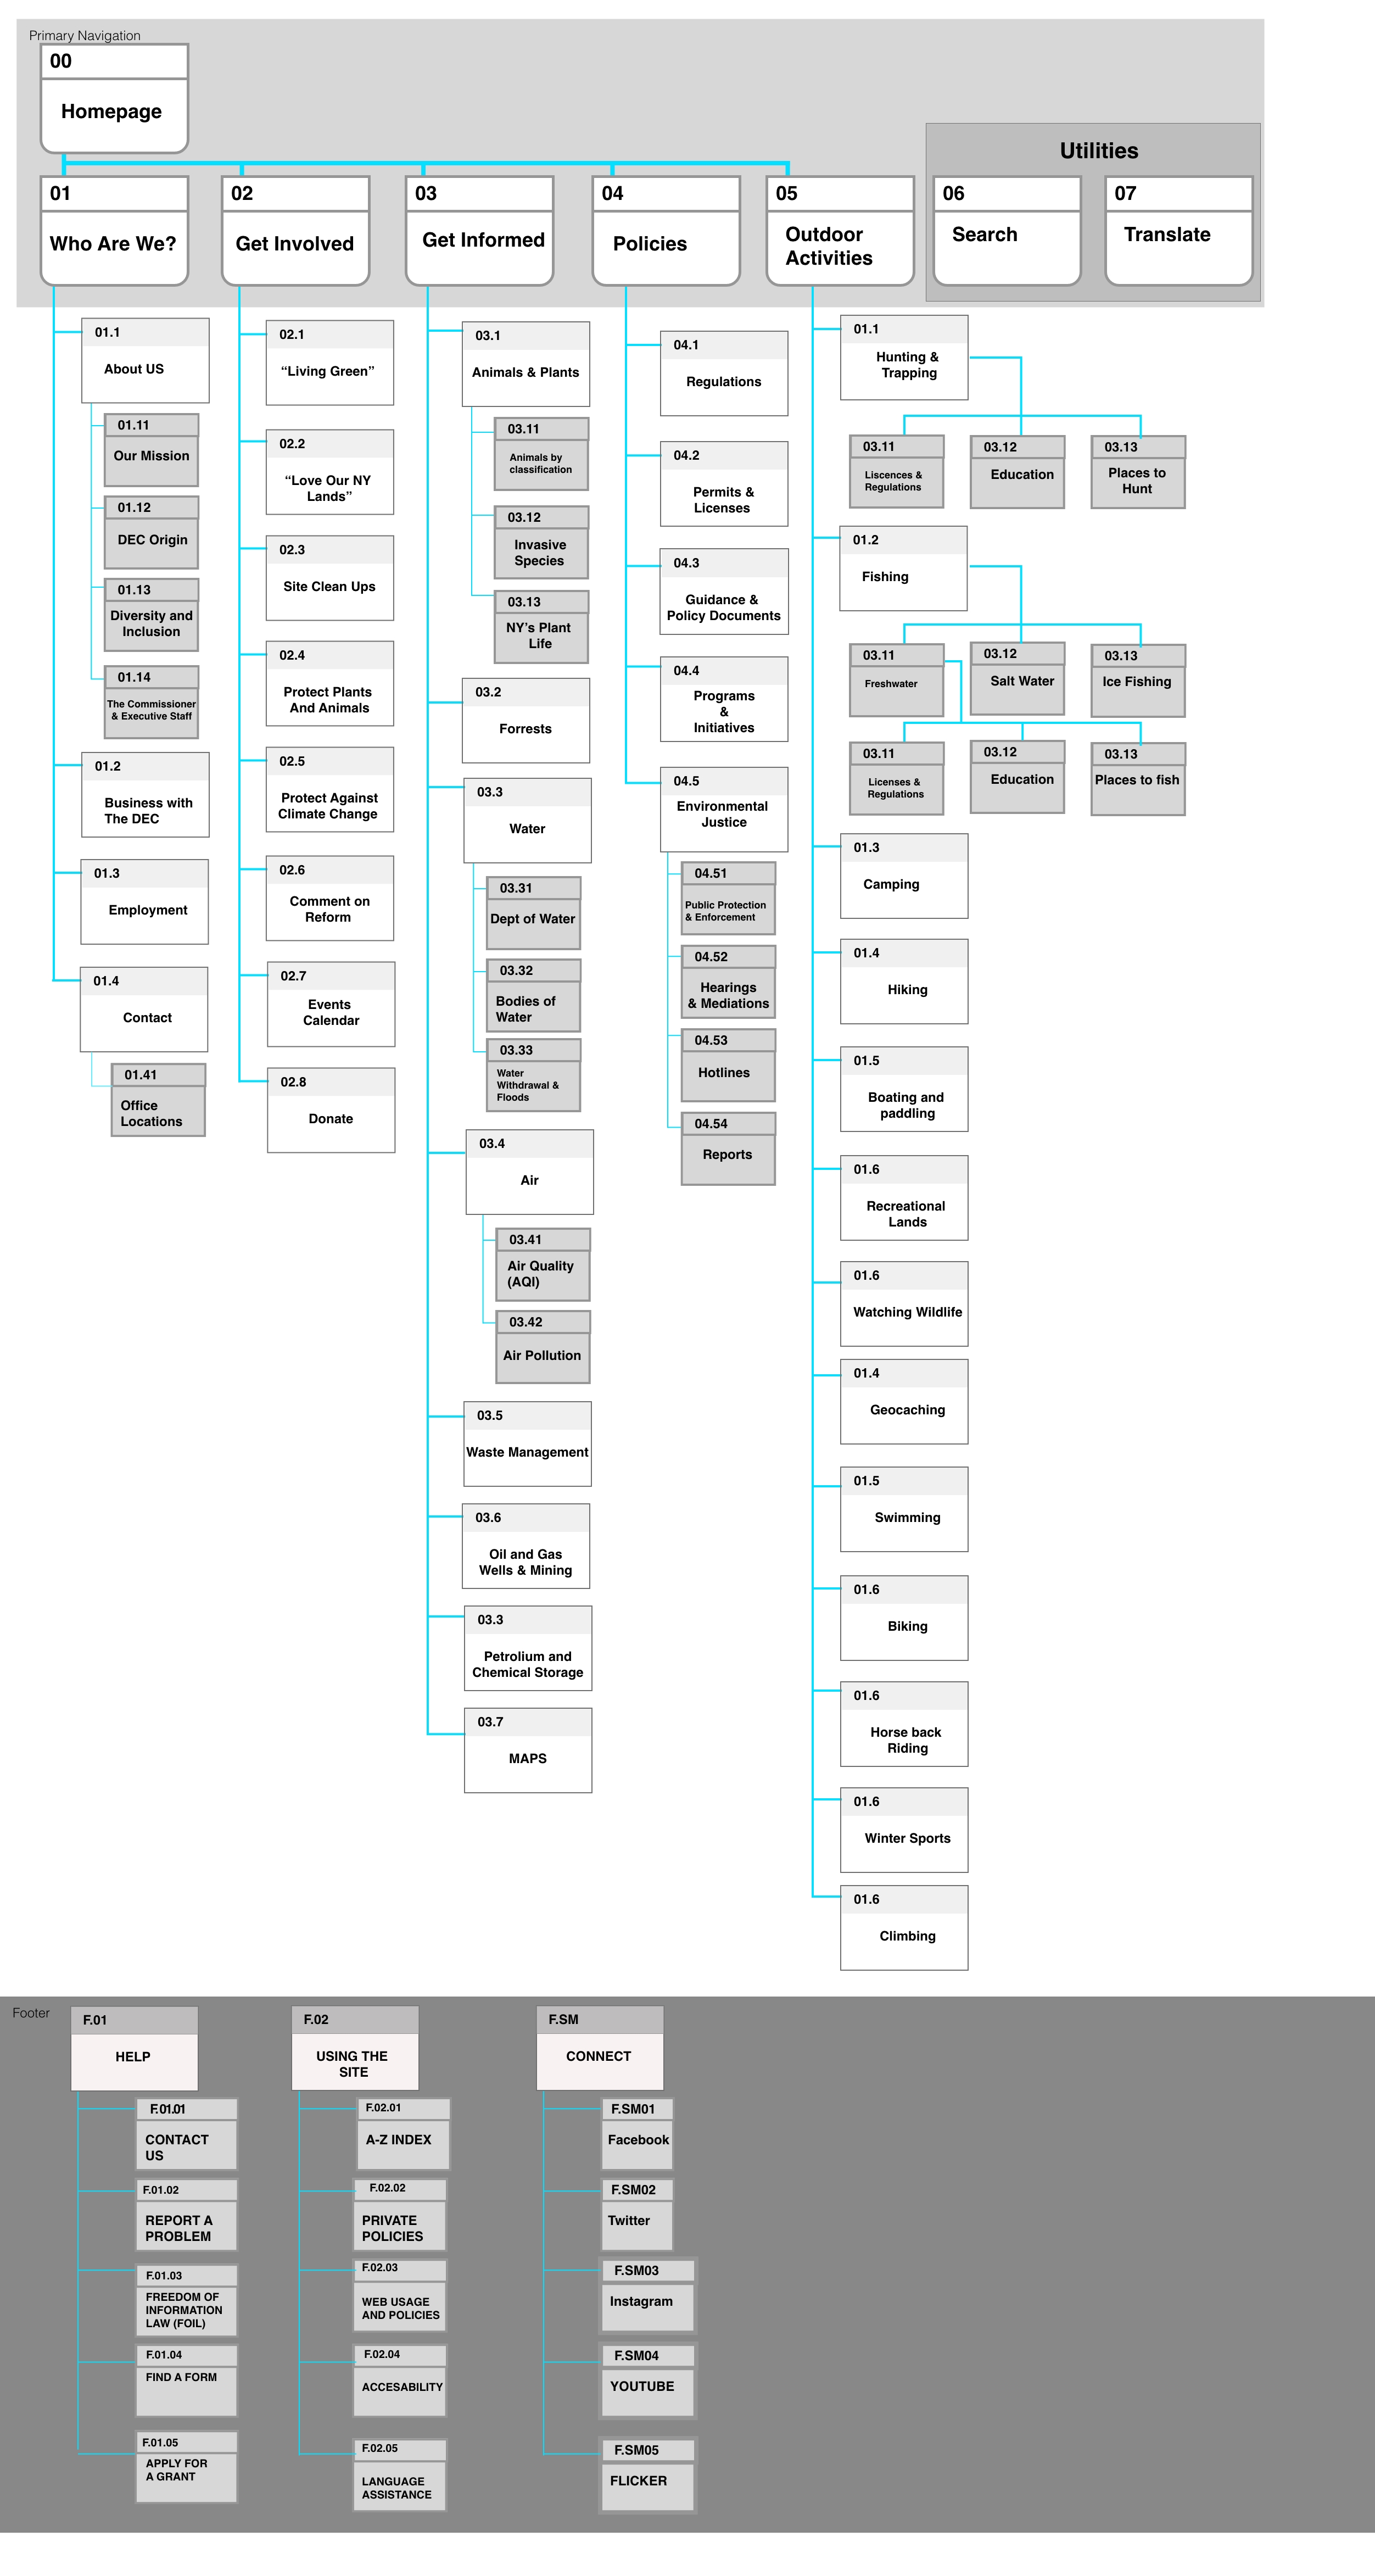 Primary Navigation
00
Homepage
Utilities
01
Who Are We?
02
Get Involved
03
Get Informed
04
Policies
05
Outdoor
Activities
06
Search
07
Translate
01.1
About US
01.11
Our Mission
01.12
DEC Origin
01.13
Diversity and
Inclusion
01.14
The Commissioner
& Executive Staff
01.2
Business with
The DEC
01.3
Employment
01.4
Contact
01.41
Office
Locations
02.1
“Living Green”
02.2
“Love Our NY
Lands”
02.3
Site Clean Ups
02.4
Protect Plants
And Animals
02.5
Protect Against
Climate Change
02.6
Comment on
Reform
02.7
Events
Calendar
02.8
Donate
03.1
Animals & Plants
03.11
Animals by
classification
03.12
Invasive
Species
03.13
NY’s Plant
Life
03.2
Forrests
03.3
Water
03.31
Dept of Water
03.32
Bodies of
Water
03.33
Water
Withdrawal &
Floods
03.4
Air
03.41
Air Quality
(AQI)
03.42
Air Pollution
03.5
Waste Management
03.6
Oil and Gas
Wells & Mining
03.3
Petrolium and
Chemical Storage
03.7
MAPS
04.1
Regulations
04.2
Permits &
Licenses
04.3
Guidance &
Policy Documents
04.4
Programs
&
Initiatives
04.5
Environmental
Justice
04.51
Public Protection
& Enforcement
04.52
Hearings
& Mediations
04.53
Hotlines
04.54
Reports
01.1
Hunting &
Trapping
03.11
Liscences &
Regulations
03.12
Education
03.13
Places to
Hunt
01.2
Fishing
03.11
Freshwater
03.12
Salt Water
03.13
Ice Fishing
03.11
Licenses &
Regulations
03.12
Education
03.13
Places to fish
01.3
Camping
01.4
Hiking
01.5
Boating and
paddling
01.6
Recreational
Lands
01.6
Watching Wildlife
01.4
Geocaching
01.5
Swimming
01.6
Biking
01.6
Horse back
Riding
01.6
Winter Sports
01.6
Climbing
Footer
F.01
HELP
F.01.01
CONTACT
US
F.01.02
REPORT A
PROBLEM
F.01.03
FREEDOM OF
INFORMATION
LAW (FOIL)
F.01.04
FIND A FORM
F.01.05
APPLY FOR
A GRANT
F.02
USING THE
SITE
F.02.01
A-Z INDEX
F.02.02
PRIVATE
POLICIES
F.02.03
WEB USAGE
AND POLICIES
F.02.04
ACCESABILITY
F.02.05
LANGUAGE
ASSISTANCE
F.SM
CONNECT
F.SM01
Facebook
F.SM02
Twitter
F.SM03
Instagram
F.SM04
YOUTUBE
F.SM05
FLICKER